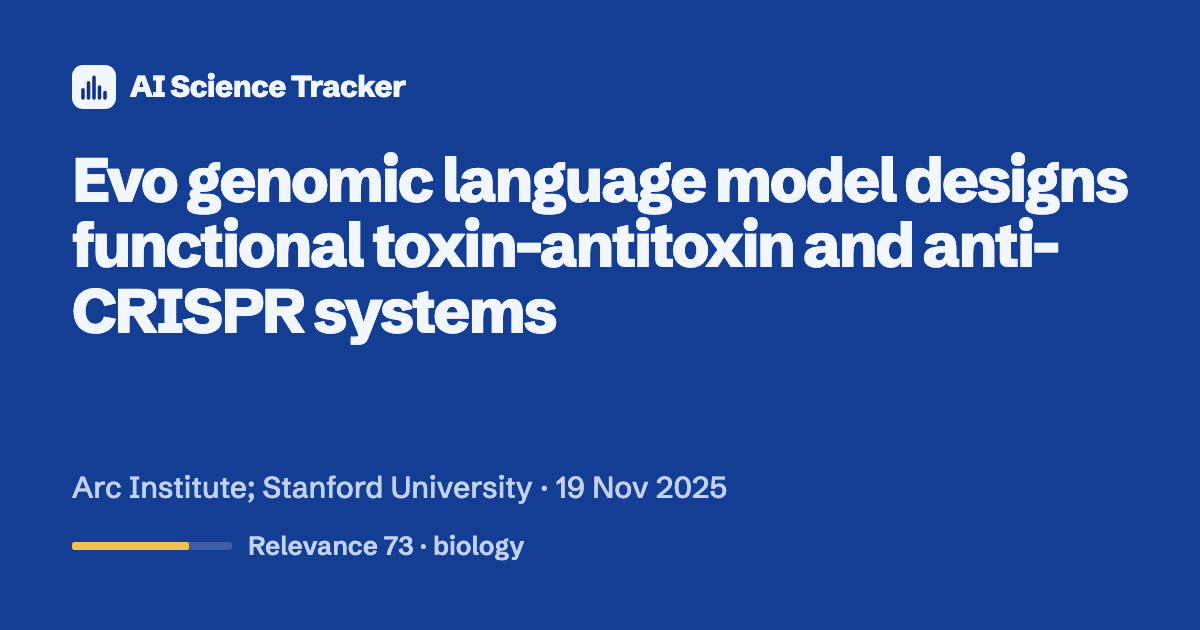 AI Science Tracker
Evo genomic language model designs
functional toxin-antitoxin and anti-
CRISPR systems
Arc Institute; Stanford University · 19 Nov 2025
Relevance 73 · biology